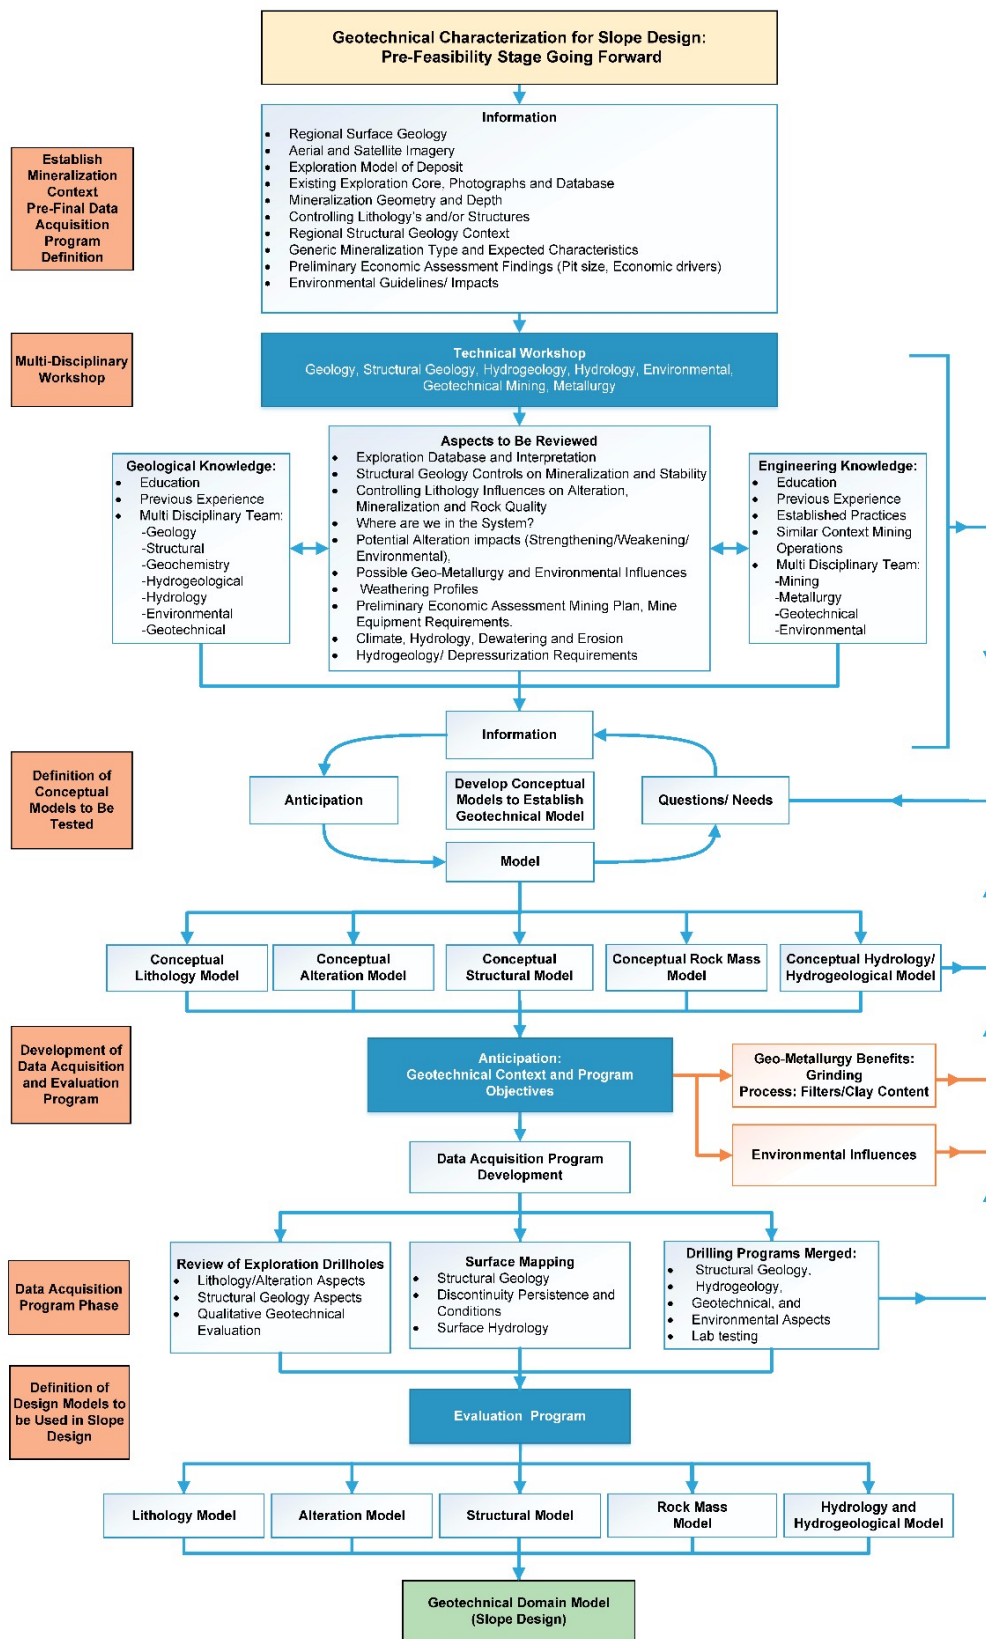 Geotechnical Characterization for Slope Design:
Pre-Feasibility Stage Going Forward
Establish
Mineralization
Context
Pre-Final Data
Acquisition
Program
Definition
Information
• Regional Surface Geology
• Aerial and Satellite Imagery
• Exploration Model of Deposit
• Existing Exploration Core, Photographs and Database
• Mineralization Geometry and Depth
• Controlling Lithology's and/or Structures
• Regional Structural Geology Context
• Generic Mineralization Type and Expected Characteristics
• Preliminary Economic Assessment Findings (Pit size, Economic drivers)
• Environmental Guidelines/ Impacts
Multi-Disciplinary
Workshop
Technical Workshop
Geology, Structural Geology, Hydrogeology, Hydrology, Environmental,
Geotechnical Mining, Metallurgy
Geological Knowledge:
• Education
• Previous Experience
• Multi Disciplinary Team:
-Geology
-Structural
-Geochemistry
-Hydrogeological
-Hydrology
-Environmental
-Geotechnical
Aspects to Be Reviewed
• Exploration Database and Interpretation
• Structural Geology Controls on Mineralization and Stability
• Controlling Lithology Influences on Alteration,
Mineralization and Rock Quality
• Where are we in the System?
• Potential Alteration impacts (Strengthening/Weakening/
Environmental),
• Possible Geo-Metallurgy and Environmental Influences
• Weathering Profiles
• Preliminary Economic Assessment Mining Plan, Mine
Equipment Requirements.
• Climate, Hydrology, Dewatering and Erosion
• Hydrogeology/ Depressurization Requirements
Engineering Knowledge:
• Education
• Previous Experience
• Established Practices
• Similar Context Mining
Operations
• Multi Disciplinary Team:
-Mining
-Metallurgy
-Geotechnical
-Environmental
Definition of
Conceptual
Models to Be
Tested
Information
Anticipation
Develop Conceptual
Models to Establish
Geotechnical Model
Questions/ Needs
Model
Conceptual
Lithology Model
Conceptual
Alteration Model
Conceptual
Structural Model
Conceptual Rock Mass
Model
Conceptual Hydrology/
Hydrogeological Model
Development of
Data Acquisition
and Evaluation
Program
Anticipation:
Geotechnical Context and Program
Objectives
Geo-Metallurgy Benefits:
Grinding
Process: Filters/Clay Content
Environmental Influences
Data Acquisition Program
Development
Data Acquisition
Program Phase
Review of Exploration Drillholes
• Lithology/Alteration Aspects
• Structural Geology Aspects
• Qualitative Geotechnical
Evaluation
Surface Mapping
• Structural Geology
• Discontinuity Persistence and
Conditions
• Surface Hydrology
Drilling Programs Merged:
• Structural Geology,
• Hydrogeology,
• Geotechnical, and
• Environmental Aspects
• Lab testing
Definition of
Design Models to
be Used in Slope
Design
Evaluation Program
Lithology Model
Alteration Model
Structural Model
Rock Mass
Model
Hydrology and
Hydrogeological Model
Geotechnical Domain Model
(Slope Design)